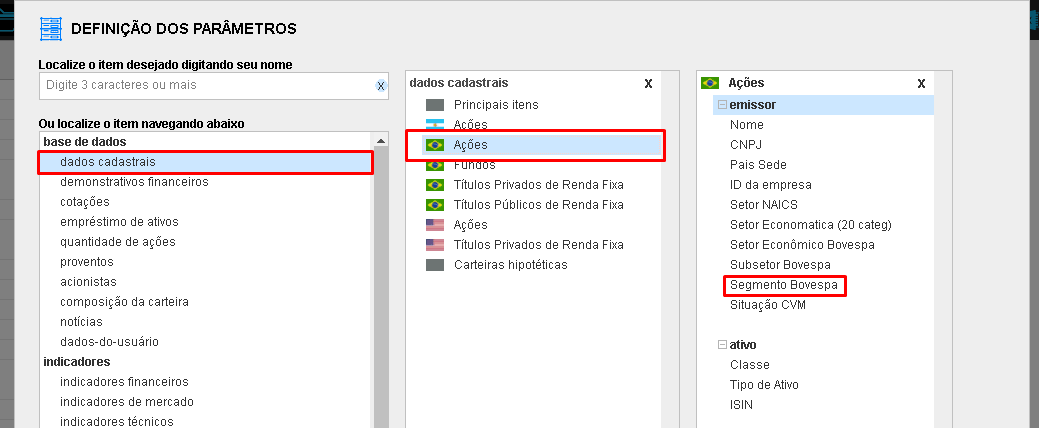 DEFINIÇÃO DOS PARÂMETROS
Localize o item desejado digitando seu nome
Digite 3 caracteres ou mais
X
Ou localize o item navegando abaixo
base de dados
dados cadastrais
demonstrativos financeiros
cotações
empréstimo de ativos
quantidade de ações
proventos
acionistas
composição da carteira
notícias
dados-do-usuário
indicadores
indicadores financeiros
indicadores de mercado
indicadores técnicos
dados cadastrais X
Principais itens
Ações
Ações
Fundos
Títulos Privados de Renda Fixa
Títulos Públicos de Renda Fixa
Ações
Títulos Privados de Renda Fixa
Carteiras hipotéticas
Ações X
emissor
Nome
CNPJ
Pais Sede
ID da empresa
Setor NAICS
Setor Economatica (20 categ)
Setor Econômico Bovespa
Subsetor Bovespa
Segmento Bovespa
Situação CVM
ativo
Classe
Tipo de Ativo
ISIN